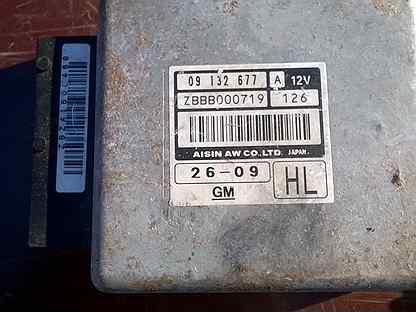 09 132 677 A 12V
ZBBB000719 126
AISIN AW CO.,LTD. JAPAN.
26-09 HL
GM